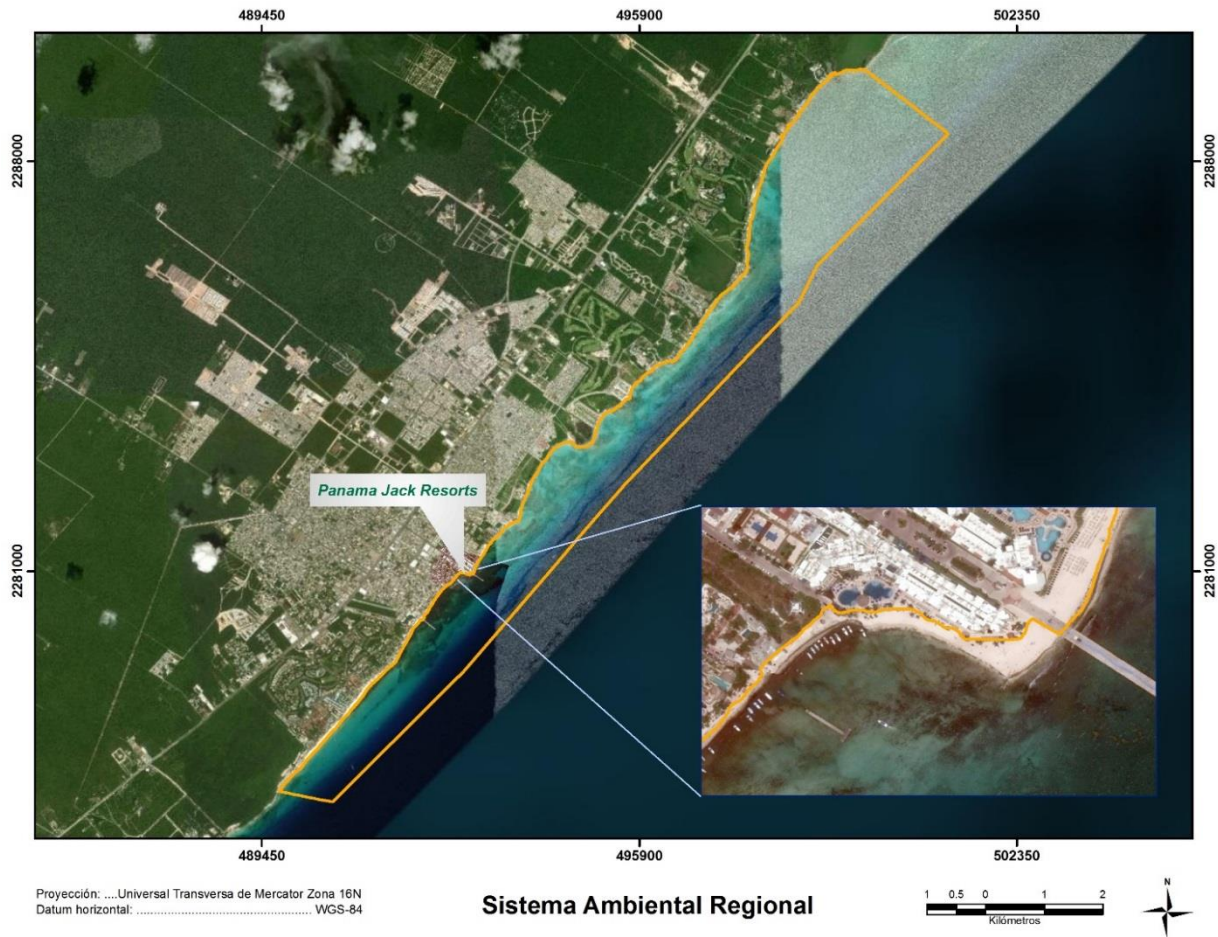 489450 495900 502350
2288000 2288000
Panama Jack Resorts
2281000 2281000
489450 495900 502350
Proyección: ....Universal Transversa de Mercator Zona 16N
Datum horizontal: ............................................ WGS-84
Sistema Ambiental Regional
1 0.5 0 1 2
Kilómetros
N